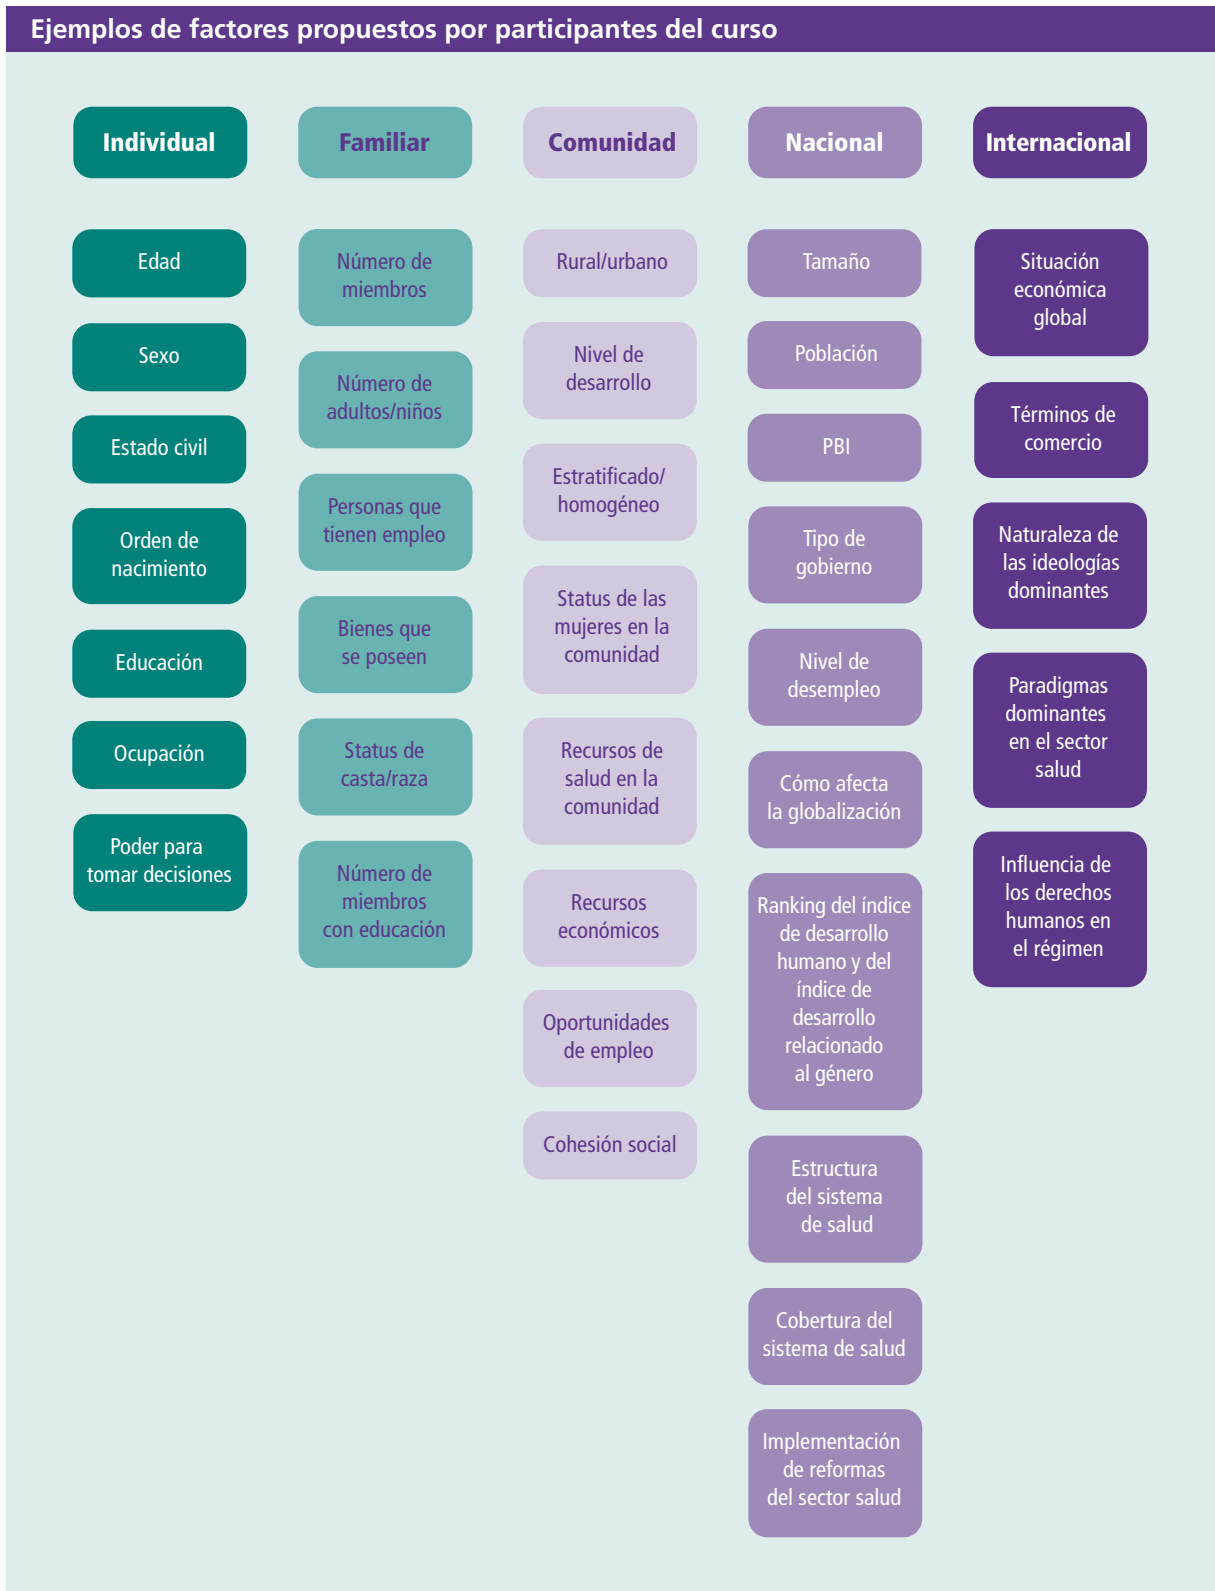 Ejemplos de factores propuestos por participantes del curso
Individual
Edad
Sexo
Estado civil
Orden de
nacimiento
Educación
Ocupación
Poder para
tomar decisiones
Familiar
Número de
miembros
Número de
adultos/niños
Personas que
tienen empleo
Bienes que
se poseen
Status de
casta/raza
Número de
miembros
con educación
Comunidad
Rural/urbano
Nivel de
desarrollo
Estratificado/
homogéneo
Status de las
mujeres en la
comunidad
Recursos de
salud en la
comunidad
Recursos
económicos
Oportunidades
de empleo
Cohesión social
Nacional
Tamaño
Población
PBI
Tipo de
gobierno
Nivel de
desempleo
Cómo afecta
la globalización
Ranking del índice
de desarrollo
humano y del
índice de
desarrollo
relacionado
al género
Estructura
del sistema
de salud
Cobertura del
sistema de salud
Implementación
de reformas
del sector salud
Internacional
Situación
económica
global
Términos de
comercio
Naturaleza de
las ideologías
dominantes
Paradigmas
dominantes
en el sector
salud
Influencia de
los derechos
humanos en
el régimen